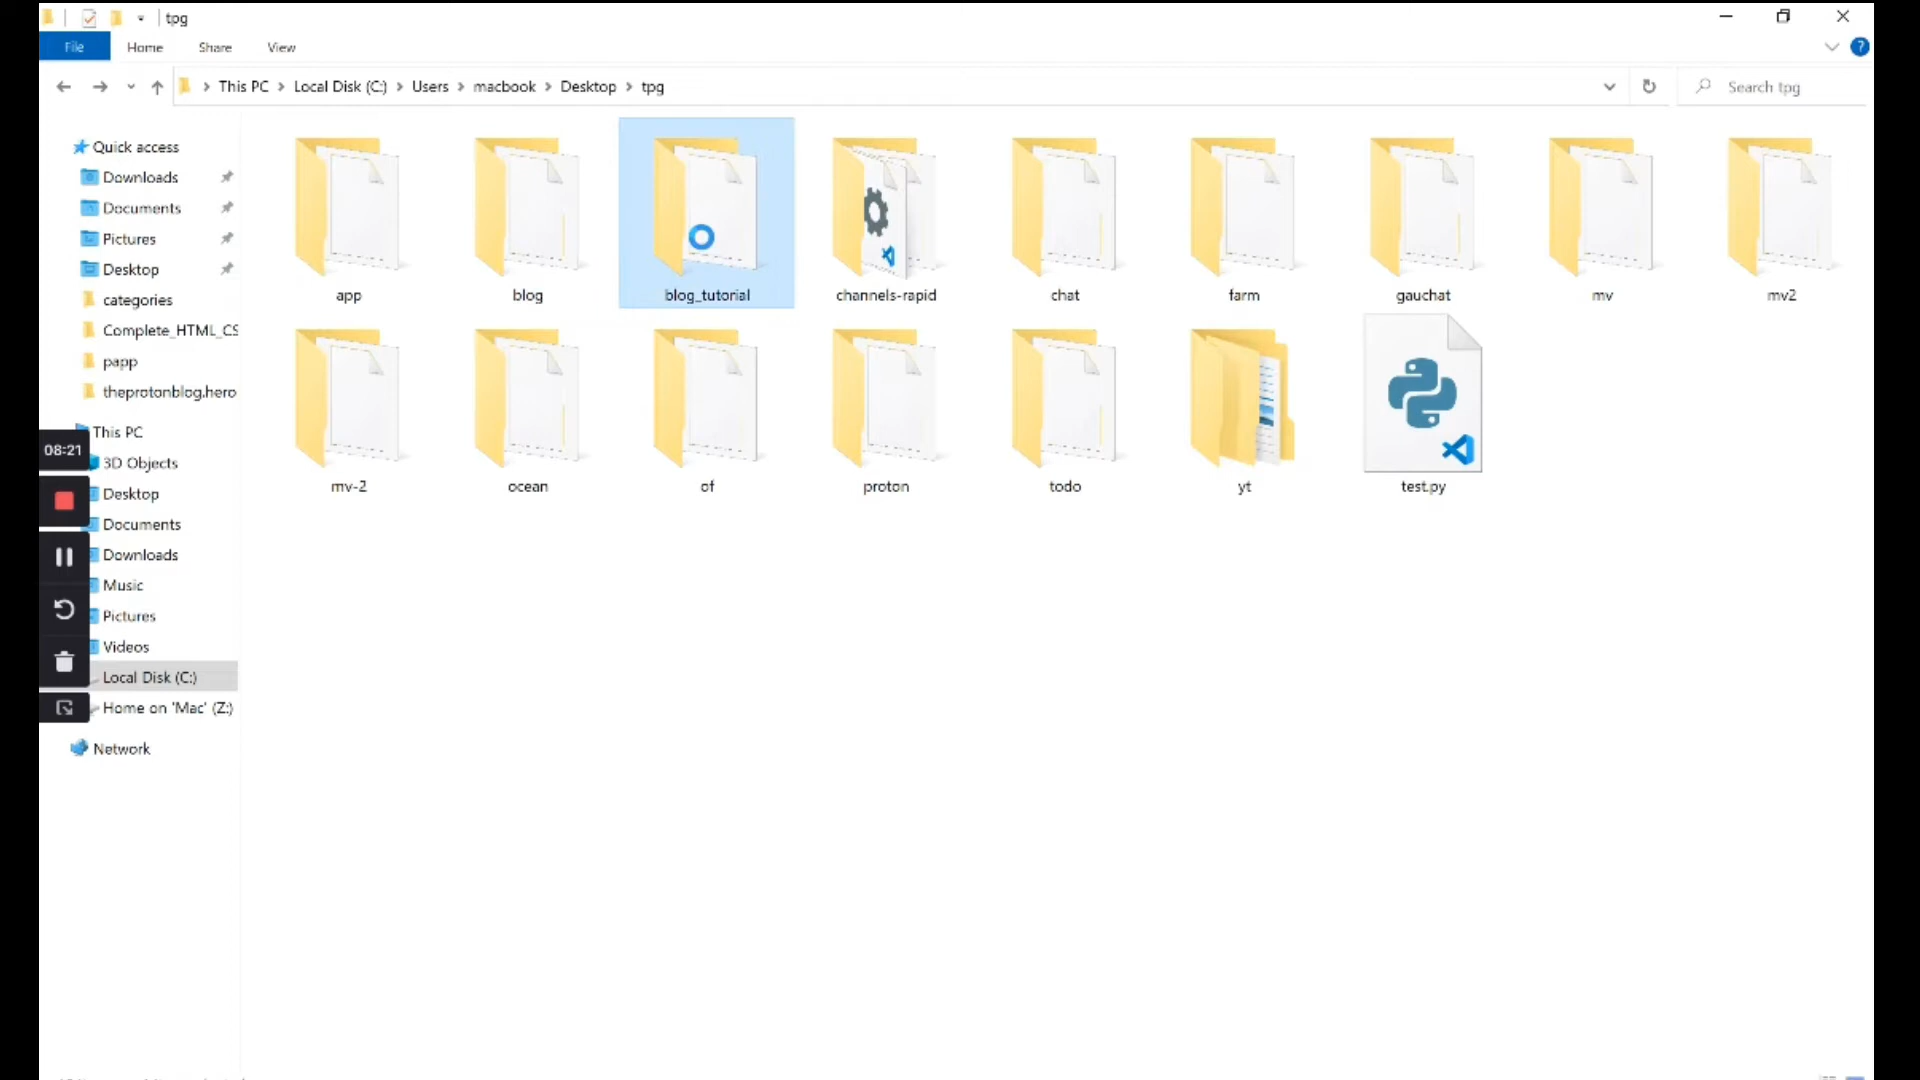 tpg
File Home Share View
This PC Local Disk (C:) Users macbook Desktop tpg
Search tpg
Quick access
Downloads
Documents
Pictures
Desktop
categories
Complete_HTML_CS
papp
theprotonblog.hero
This PC
08:21
3D Objects
Desktop
Documents
Downloads
Music
Pictures
Videos
Local Disk (C:)
Home on 'Mac' (Z:)
Network
app blog blog_tutorial channels-rapid chat farm gauchat mv mv2
mv-2 ocean of proton todo yt test.py